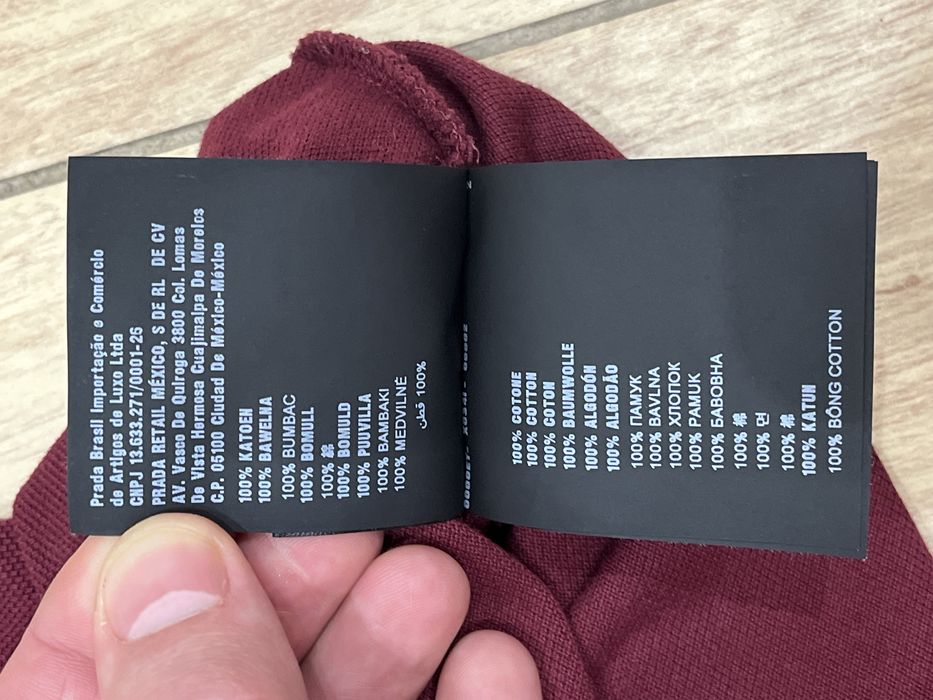 Prada Brasil Importação e Comércio
de Artigos de Luxo Ltda
CNPJ 13.633.271/0001-25
PRADA RETAIL MÉXICO, S DE RL DE CV
AV. Vasco De Quiroga 3800 Col. Lomas
De Vista Hermosa Cuajimalpa De Morelos
C.P. 05100 Ciudad De México-México
100% KATOEN
100% BAWELNA
100% BUMBAC
100% BOMULL
100% 綿
100% BOMULD
100% PUUVILLA
100% BAMBAKI
100% MEDVILNĖ
100% قطن
100% COTONE
100% COTTON
100% COTON
100% BAUMWOLLE
100% ALGODÓN
100% ALGODÃO
100% ПАМУК
100% BAVLNA
100% ХЛОПОК
100% PAMUK
100% БАВОВНА
100% 棉
100% 면
100% 棉
100% KATUN
100% BÔNG COTTON